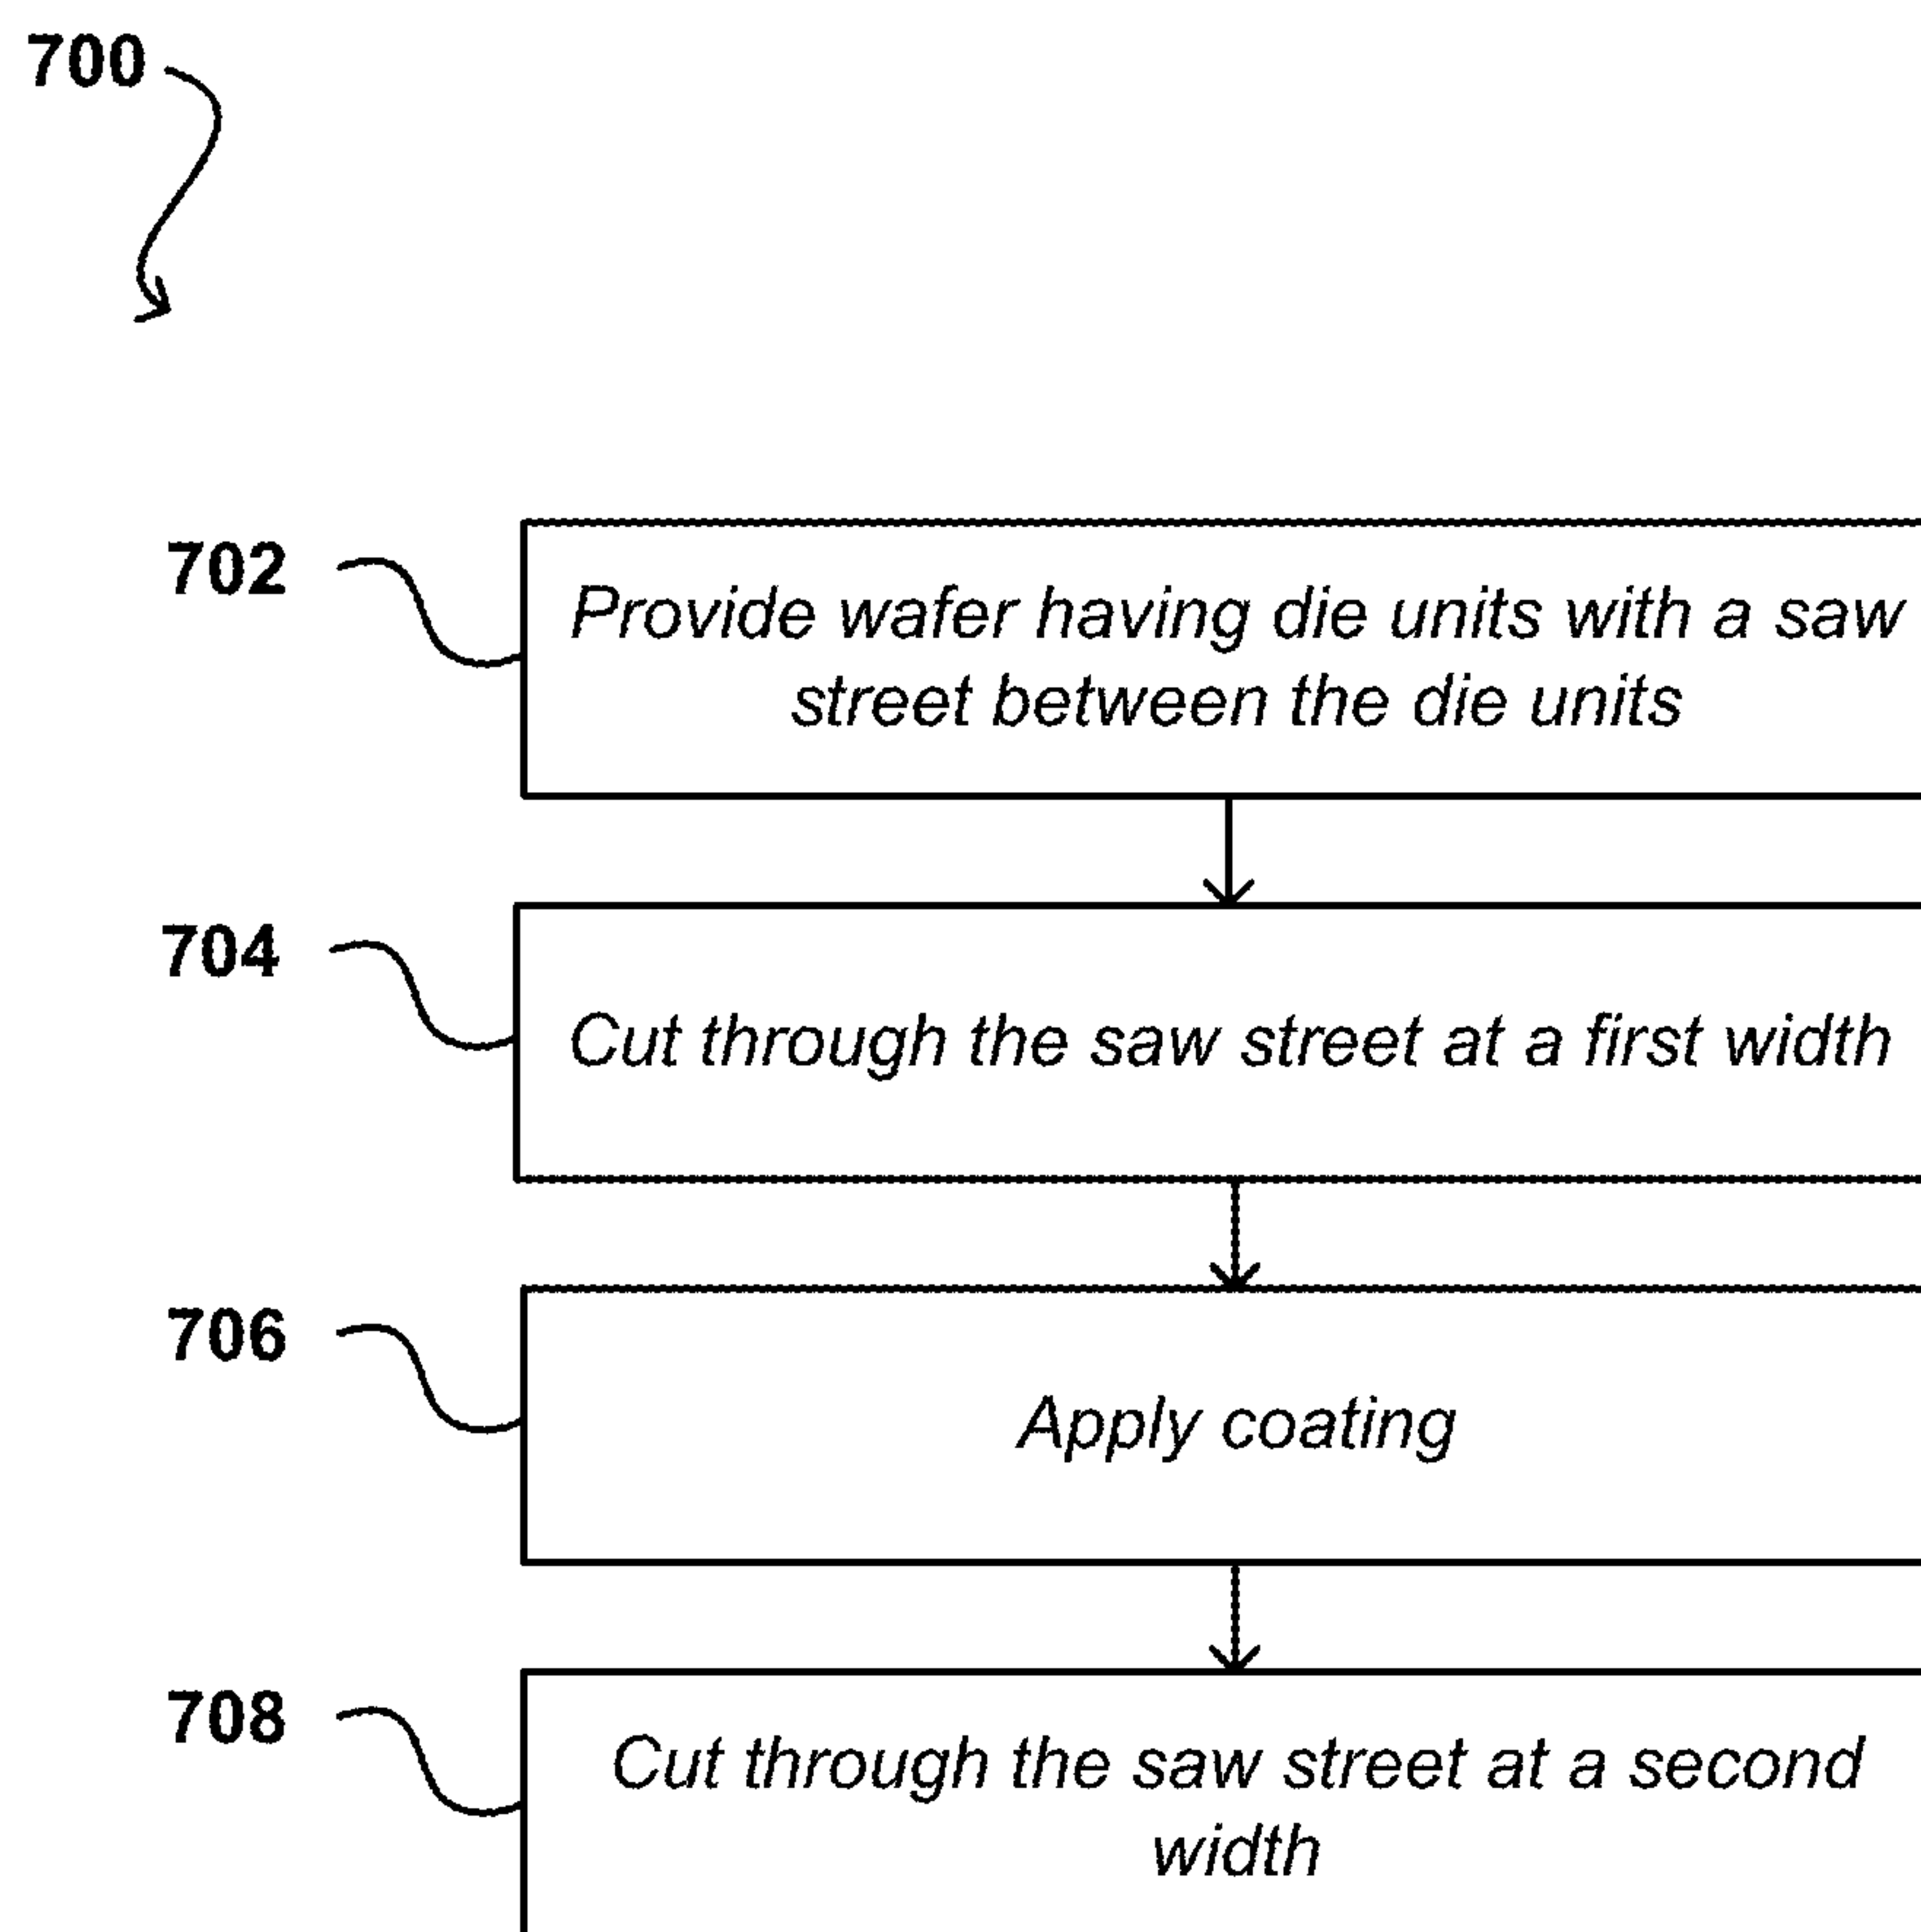 700
702
Provide wafer having die units with a saw
street between the die units
704
Cut through the saw street at a first width
706
Apply coating
708
Cut through the saw street at a second
width